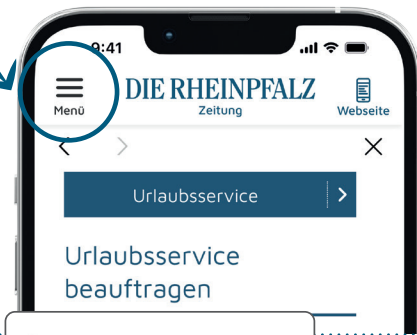 9:41
DIE RHEINPFALZ
Menü
Zeitung
Webseite
Urlaubsservice
Urlaubsservice
beauftragen